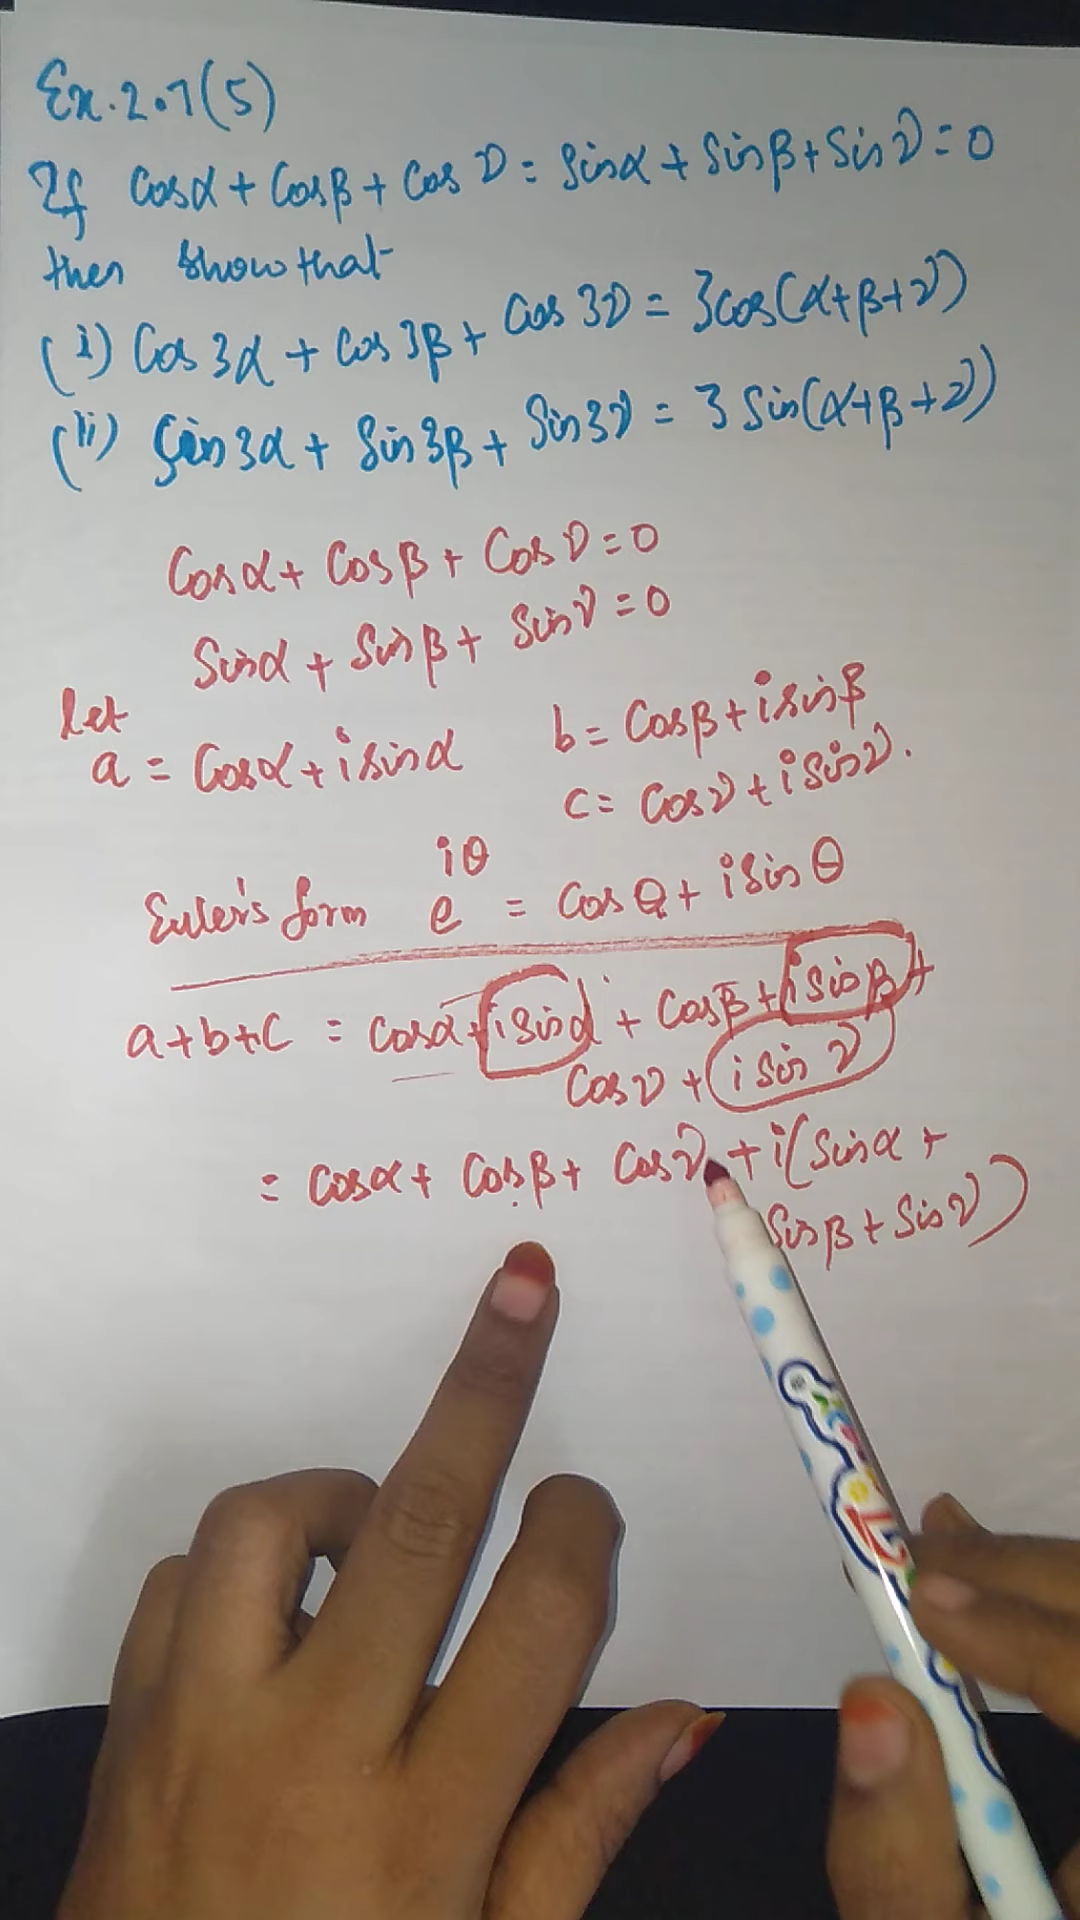 Ex.2.7(5)
If Cosα + Cosβ + Cosγ = Sinα + Sinβ + Sinγ = 0
then show that
(i) Cos 3α + cos 3β + Cos 3γ = 3cos(α+β+γ)
(ii) Sin 3α + Sin 3β + Sin 3γ = 3 Sin(α+β+γ)
Cosα + Cosβ + Cosγ = 0
Sinα + Sinβ + Sinγ = 0
let
a = Cosα + i sinα b = Cosβ + i sinβ
c = Cosγ + i sinγ.
Euler's form e^iθ = Cosθ + i Sinθ
a+b+c = cosα + i sinα + Cosβ + i sinβ +
Cosγ + i Sinγ
= cosα + Cosβ + Cosγ + i(Sinα +
Sinβ + Sinγ)